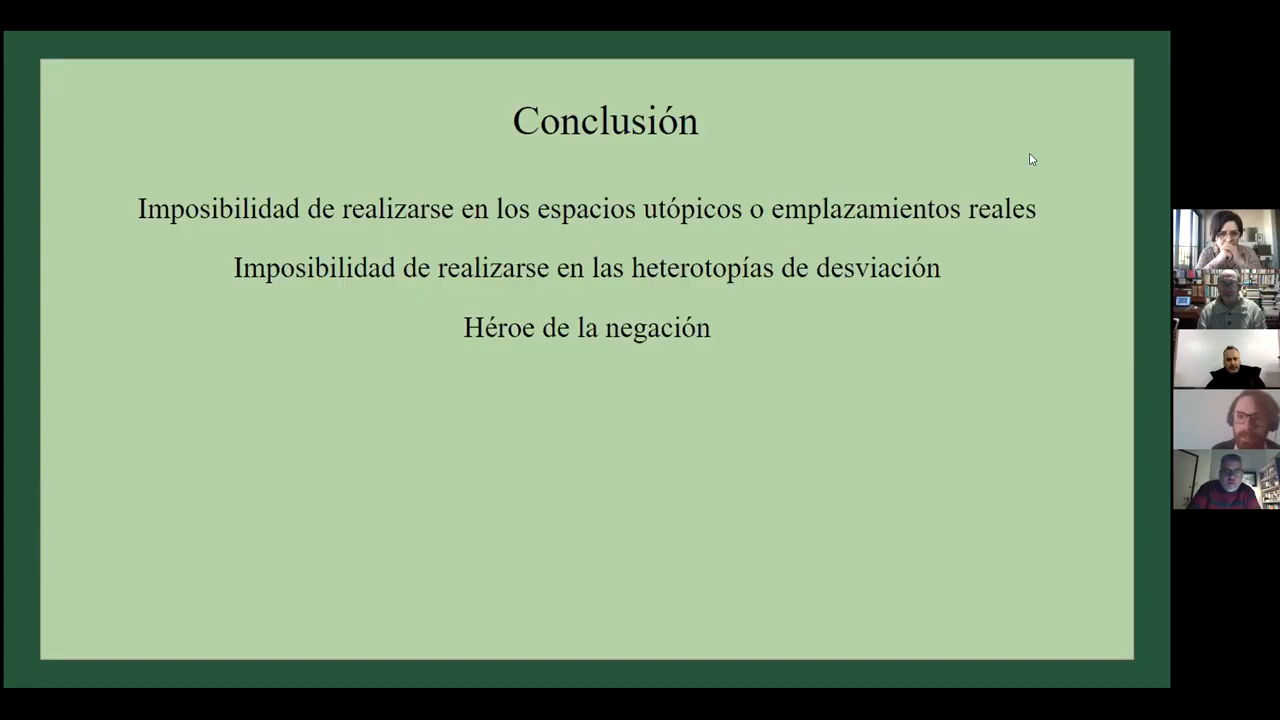 Conclusión
Imposibilidad de realizarse en los espacios utópicos o emplazamientos reales
Imposibilidad de realizarse en las heterotopías de desviación
Héroe de la negación